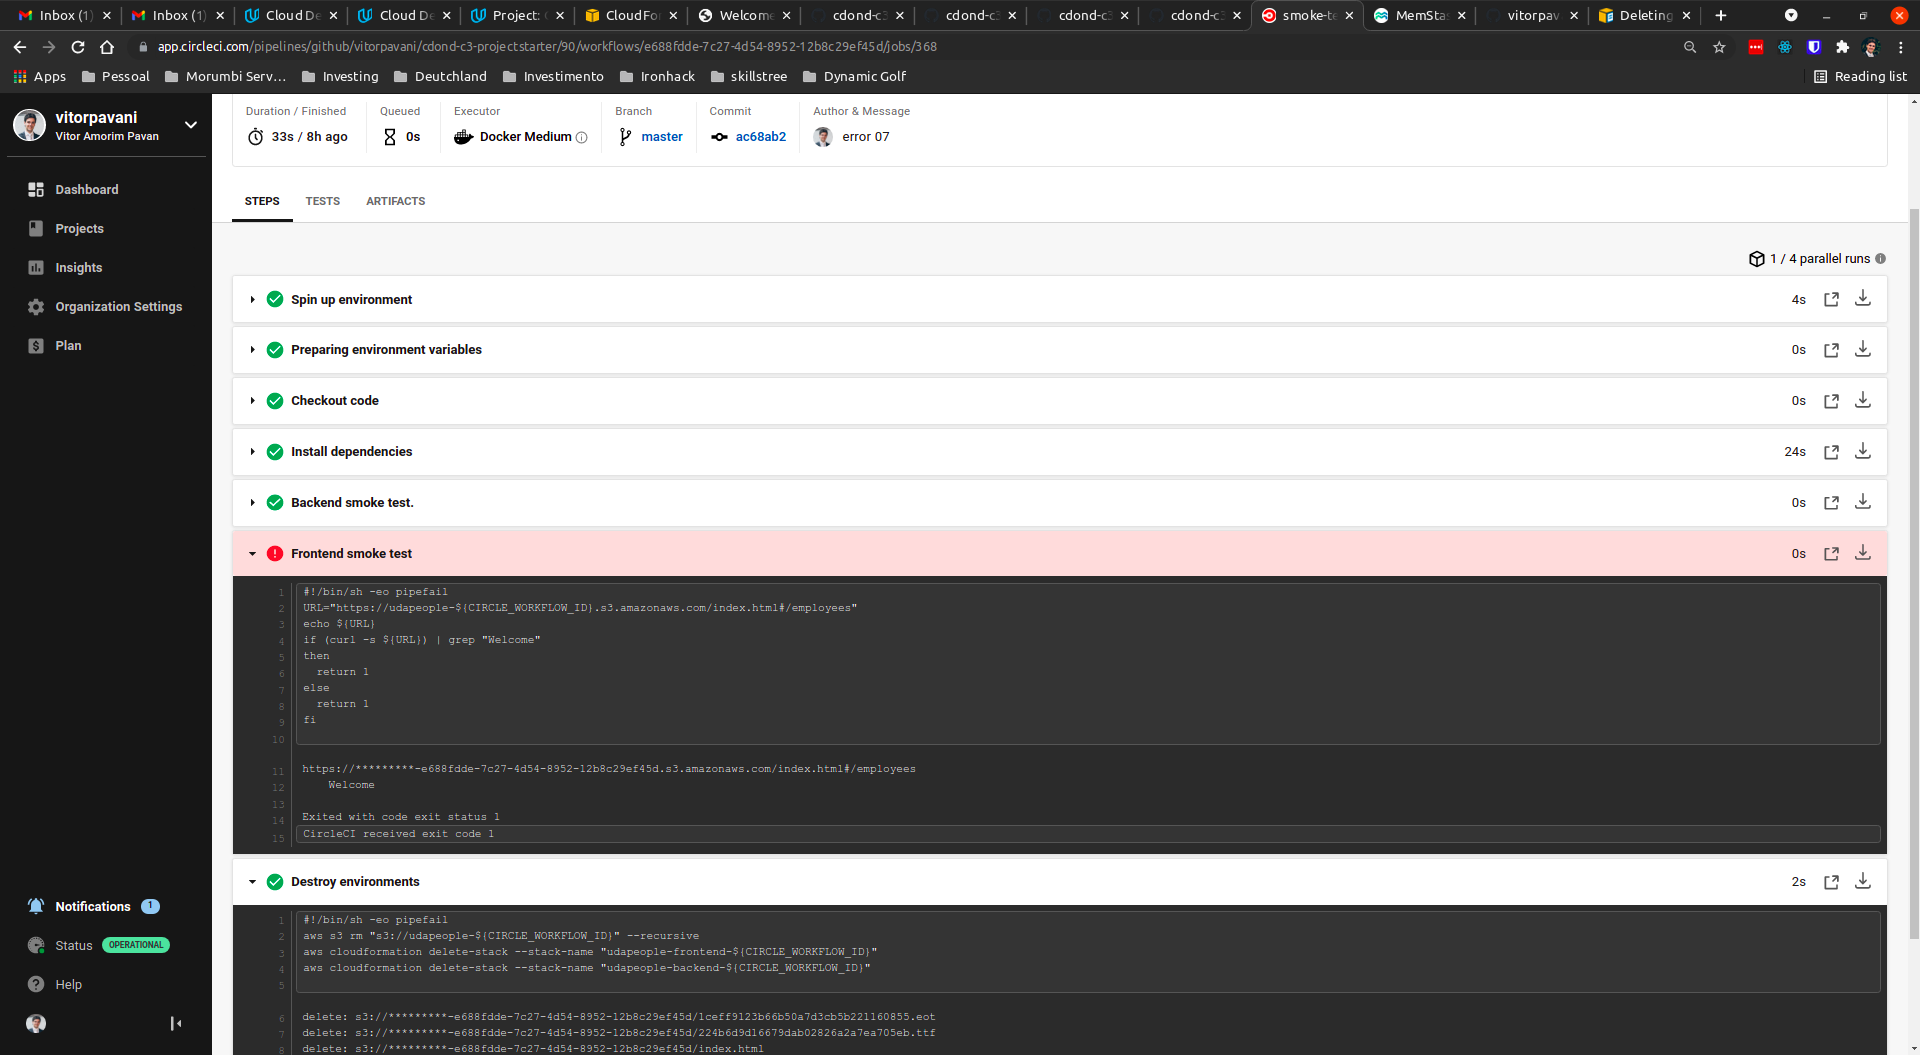 Inbox (1)
Inbox (1)
Cloud De
Cloud De
Project:
CloudFo
Welcome
cdond-c3
cdond-c3
cdond-c3
cdond-c3
smoke-te
MemSta
vitorpav
Deleting
app.circleci.com/pipelines/github/vitorpavani/cdond-c3-projectstarter/90/workflows/e688fdde-7c27-4d54-8952-12b8c29ef45d/jobs/368
Apps
Pessoal
Morumbi Serv...
Investing
Deutchland
Investimento
Ironhack
skillstree
Dynamic Golf
Reading list
vitorpavani
Vitor Amorim Pavan
Dashboard
Projects
Insights
Organization Settings
Plan
Notifications 1
Status OPERATIONAL
Help
Duration / Finished
33s / 8h ago
Queued
0s
Executor
Docker Medium
Branch
master
Commit
ac68ab2
Author & Message
error 07
STEPS
TESTS
ARTIFACTS
1 / 4 parallel runs
Spin up environment 4s
Preparing environment variables 0s
Checkout code 0s
Install dependencies 24s
Backend smoke test. 0s
Frontend smoke test 0s
1 #!/bin/sh -eo pipefail
2 URL="https://udapeople-${CIRCLE_WORKFLOW_ID}.s3.amazonaws.com/index.html#/employees"
3 echo ${URL}
4 if (curl -s ${URL}) | grep "Welcome"
5 then
6 return 1
7 else
8 return 1
9 fi
10
11 https://*********-e688fdde-7c27-4d54-8952-12b8c29ef45d.s3.amazonaws.com/index.html#/employees
12 Welcome
13
14 Exited with code exit status 1
15 CircleCI received exit code 1
Destroy environments 2s
1 #!/bin/sh -eo pipefail
2 aws s3 rm "s3://udapeople-${CIRCLE_WORKFLOW_ID}" --recursive
3 aws cloudformation delete-stack --stack-name "udapeople-frontend-${CIRCLE_WORKFLOW_ID}"
4 aws cloudformation delete-stack --stack-name "udapeople-backend-${CIRCLE_WORKFLOW_ID}"
5
6 delete: s3://*********-e688fdde-7c27-4d54-8952-12b8c29ef45d/1ceff9123b66b50a7d3cb5b221160855.eot
7 delete: s3://*********-e688fdde-7c27-4d54-8952-12b8c29ef45d/224b6d9d16679dab02826a2a7ea705eb.ttf
8 delete: s3://*********-e688fdde-7c27-4d54-8952-12b8c29ef45d/index.html